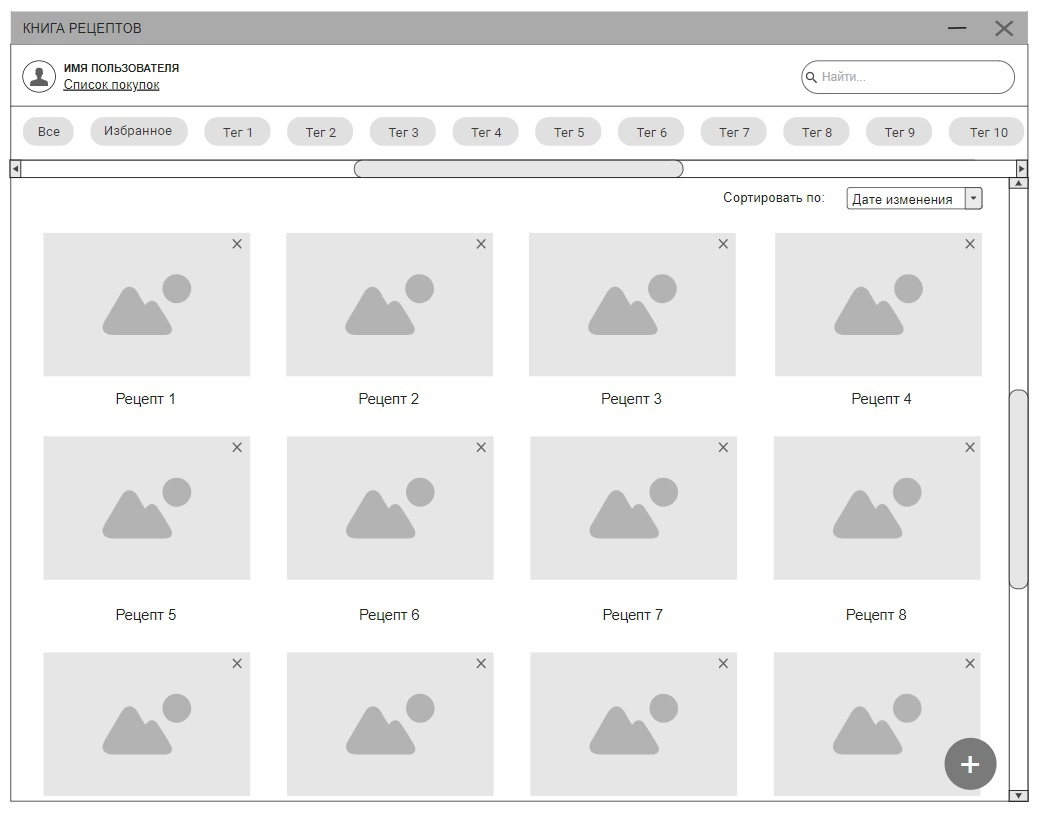 КНИГА РЕЦЕПТОВ
ИМЯ ПОЛЬЗОВАТЕЛЯ
Список покупок
Найти...
Все
Избранное
Тег 1
Тег 2
Тег 3
Тег 4
Тег 5
Тег 6
Тег 7
Тег 8
Тег 9
Тег 10
Сортировать по:
Дате изменения
Рецепт 1
Рецепт 2
Рецепт 3
Рецепт 4
Рецепт 5
Рецепт 6
Рецепт 7
Рецепт 8